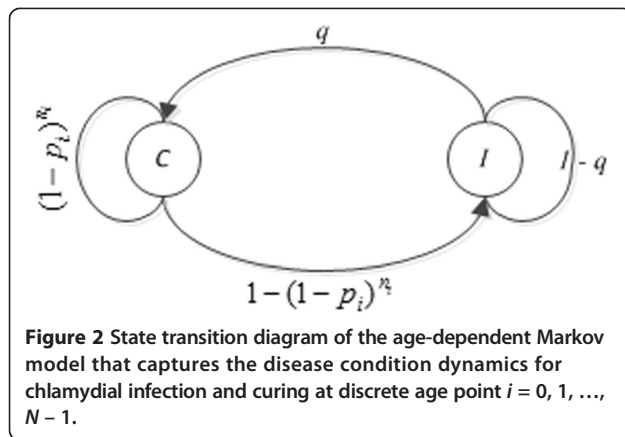 q
(1 – p_i)^{n_i}
C
I
1 - q
1 – (1 – p_i)^{n_i}
Figure 2 State transition diagram of the age-dependent Markov
model that captures the disease condition dynamics for
chlamydial infection and curing at discrete age point i = 0, 1, …,
N – 1.